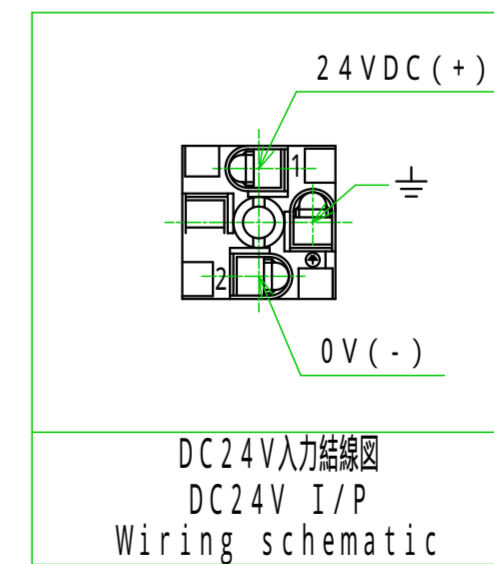 24VDC(+)
1
2
0V(-)
DC24V入力結線図
DC24V I/P
Wiring schematic